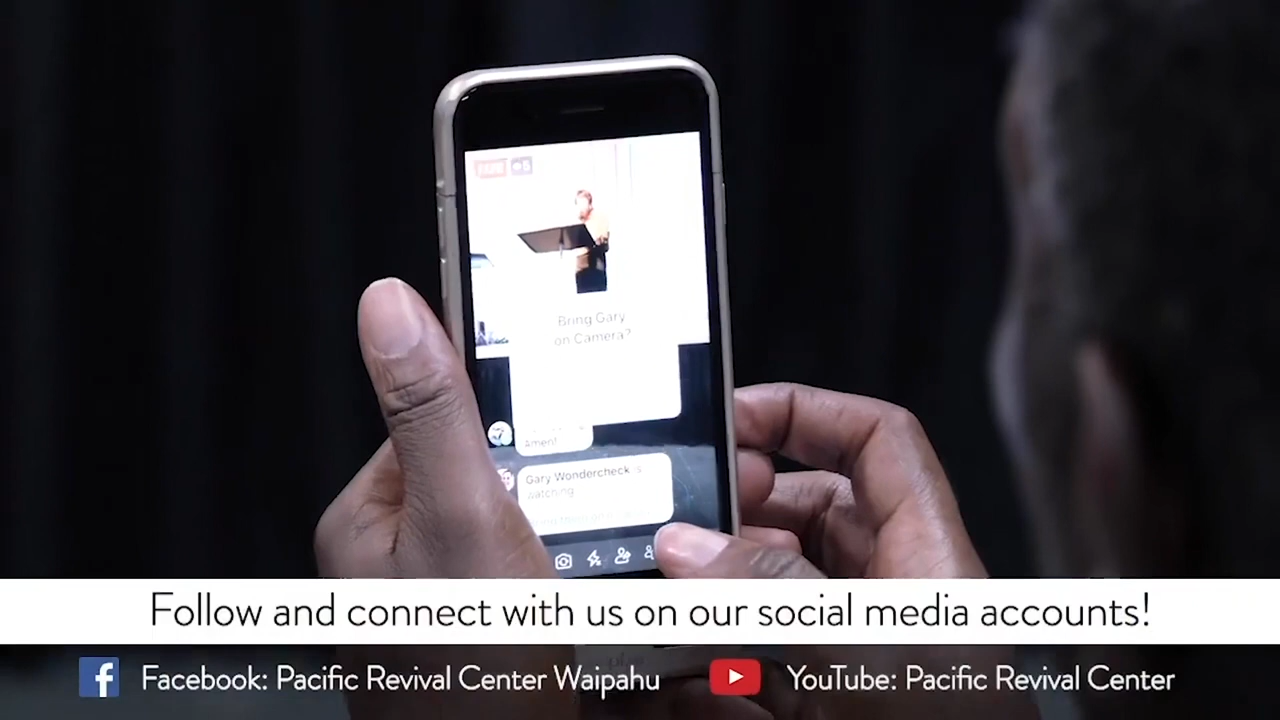 Bring Gary
on Camera?
Amen!
Gary Wondercheck is
watching
Follow and connect with us on our social media accounts!
Facebook: Pacific Revival Center Waipahu
YouTube: Pacific Revival Center